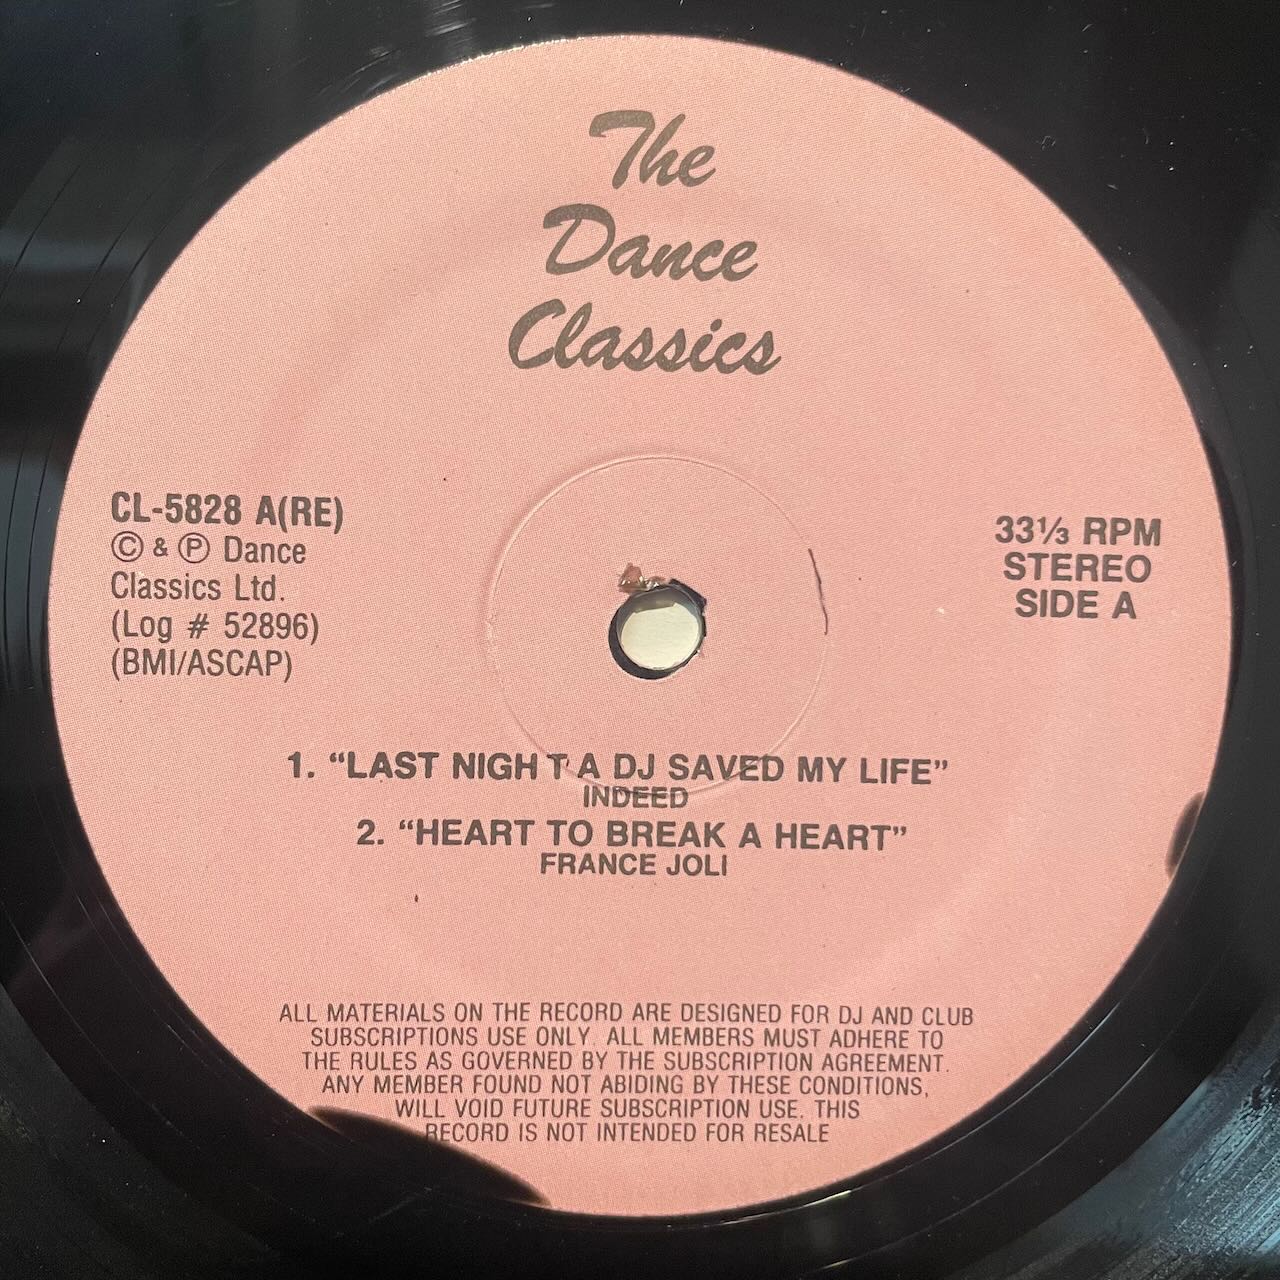 The
Dance
Classics
CL-5828 A(RE)
© & ℗ Dance
Classics Ltd.
(Log # 52896)
(BMI/ASCAP)
33⅓ RPM
STEREO
SIDE A
1. “LAST NIGH T A DJ SAVED MY LIFE”
INDEED
2. “HEART TO BREAK A HEART”
FRANCE JOLI
ALL MATERIALS ON THE RECORD ARE DESIGNED FOR DJ AND CLUB
SUBSCRIPTIONS USE ONLY. ALL MEMBERS MUST ADHERE TO
THE RULES AS GOVERNED BY THE SUBSCRIPTION AGREEMENT.
ANY MEMBER FOUND NOT ABIDING BY THESE CONDITIONS,
WILL VOID FUTURE SUBSCRIPTION USE. THIS
RECORD IS NOT INTENDED FOR RESALE